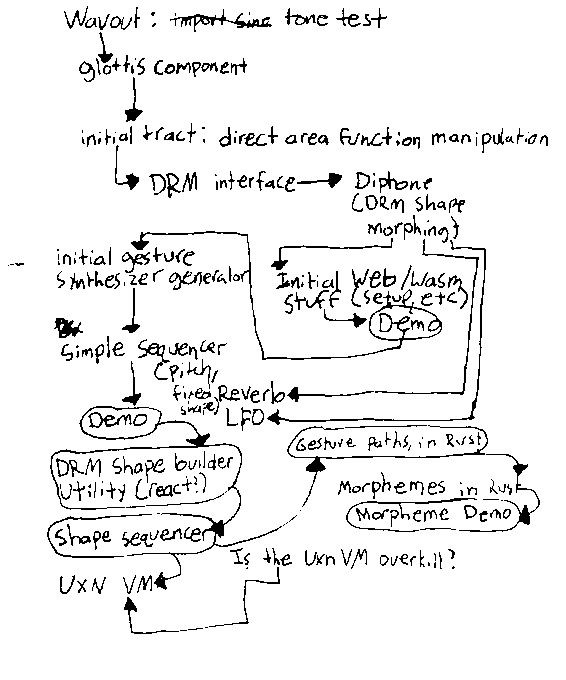 Wavout: import sine tone test
glottis component
initial tract: direct area function manipulation
DRM interface
Diphone
(DRM shape
morphing)
initial gesture
synthesizer generator
Initial Web/Wasm
stuff (setup, etc)
Demo
Simple sequencer
(pitch,
fixed
shape)
Reverb
LFO
Demo
Gesture paths, in Rust
DRM Shape builder
Utility (react?)
Morphemes in Rust
Morpheme Demo
Shape sequencer
Is the Uxn VM overkill?
UXN VM